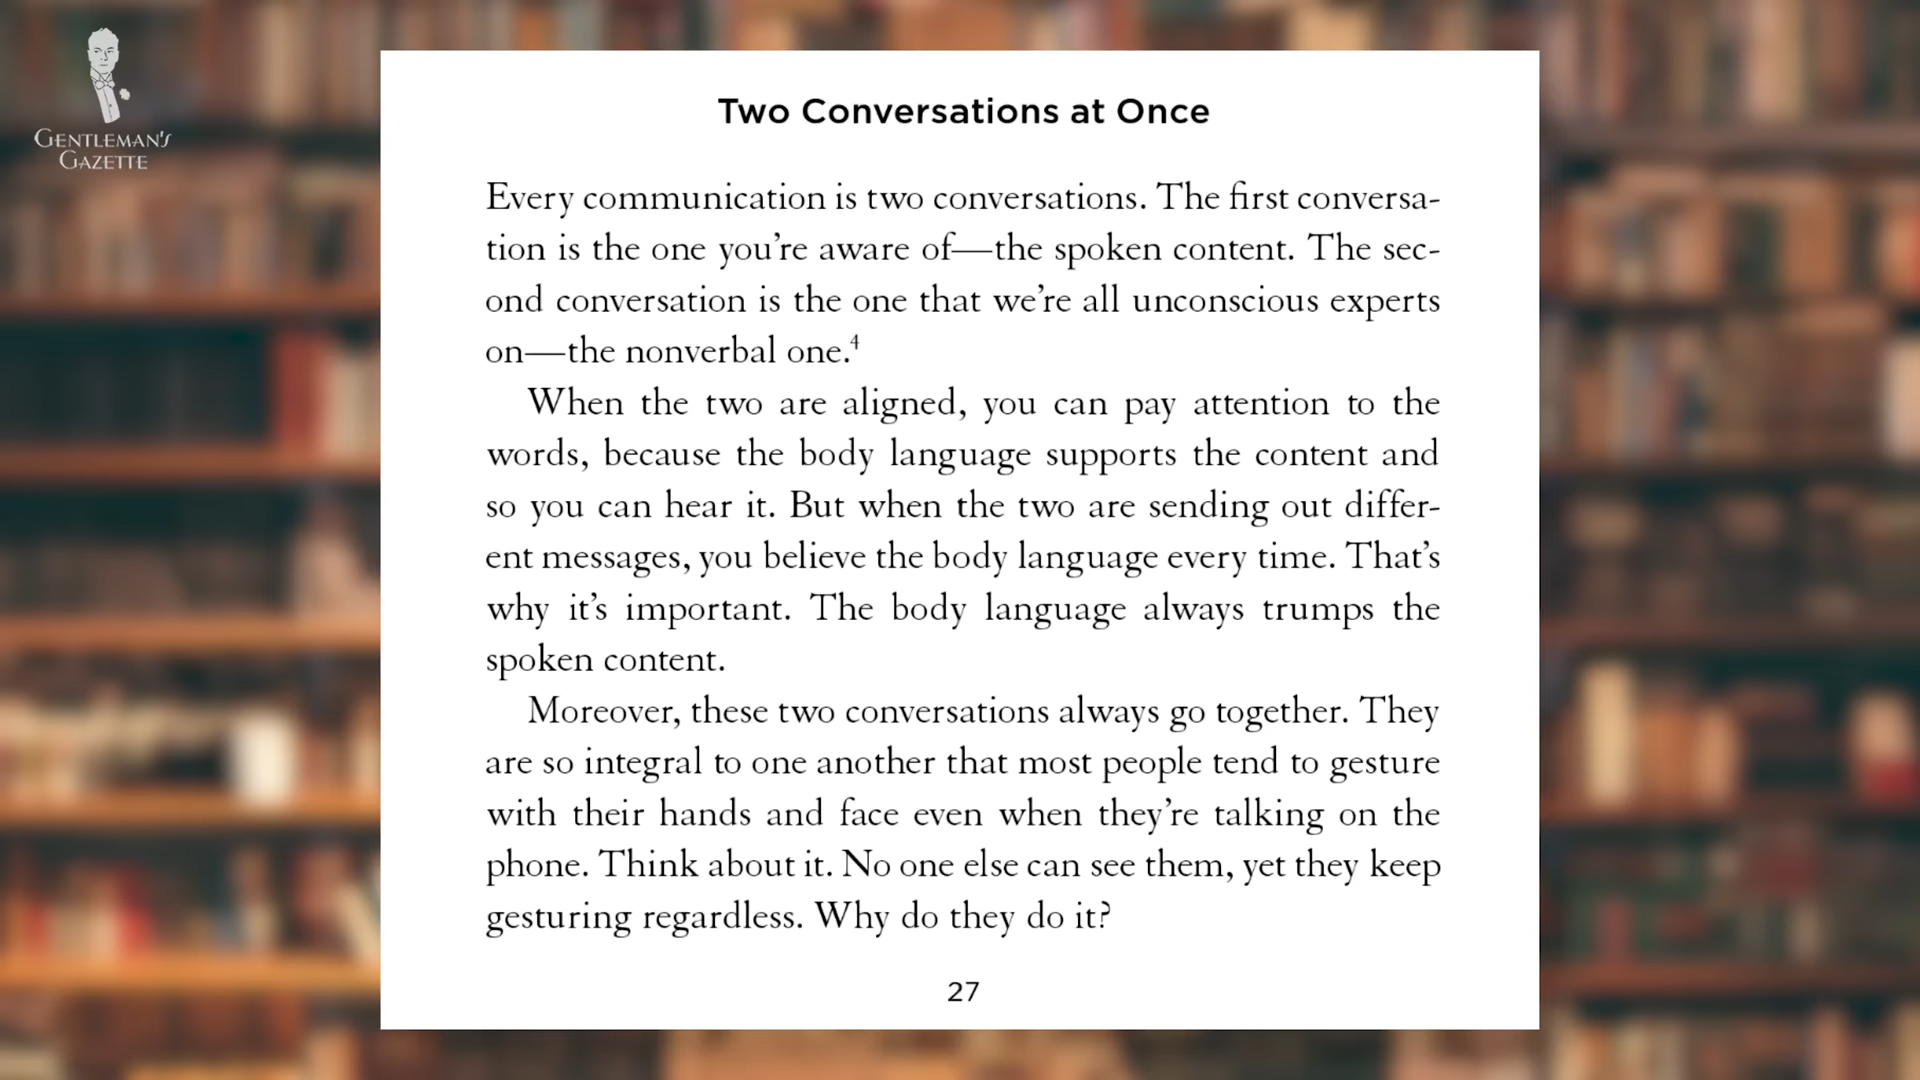 GENTLEMAN'S
GAZETTE
Two Conversations at Once
Every communication is two conversations. The first conversa-
tion is the one you're aware of—the spoken content. The sec-
ond conversation is the one that we're all unconscious experts
on—the nonverbal one.4
When the two are aligned, you can pay attention to the
words, because the body language supports the content and
so you can hear it. But when the two are sending out differ-
ent messages, you believe the body language every time. That's
why it's important. The body language always trumps the
spoken content.
Moreover, these two conversations always go together. They
are so integral to one another that most people tend to gesture
with their hands and face even when they're talking on the
phone. Think about it. No one else can see them, yet they keep
gesturing regardless. Why do they do it?
27